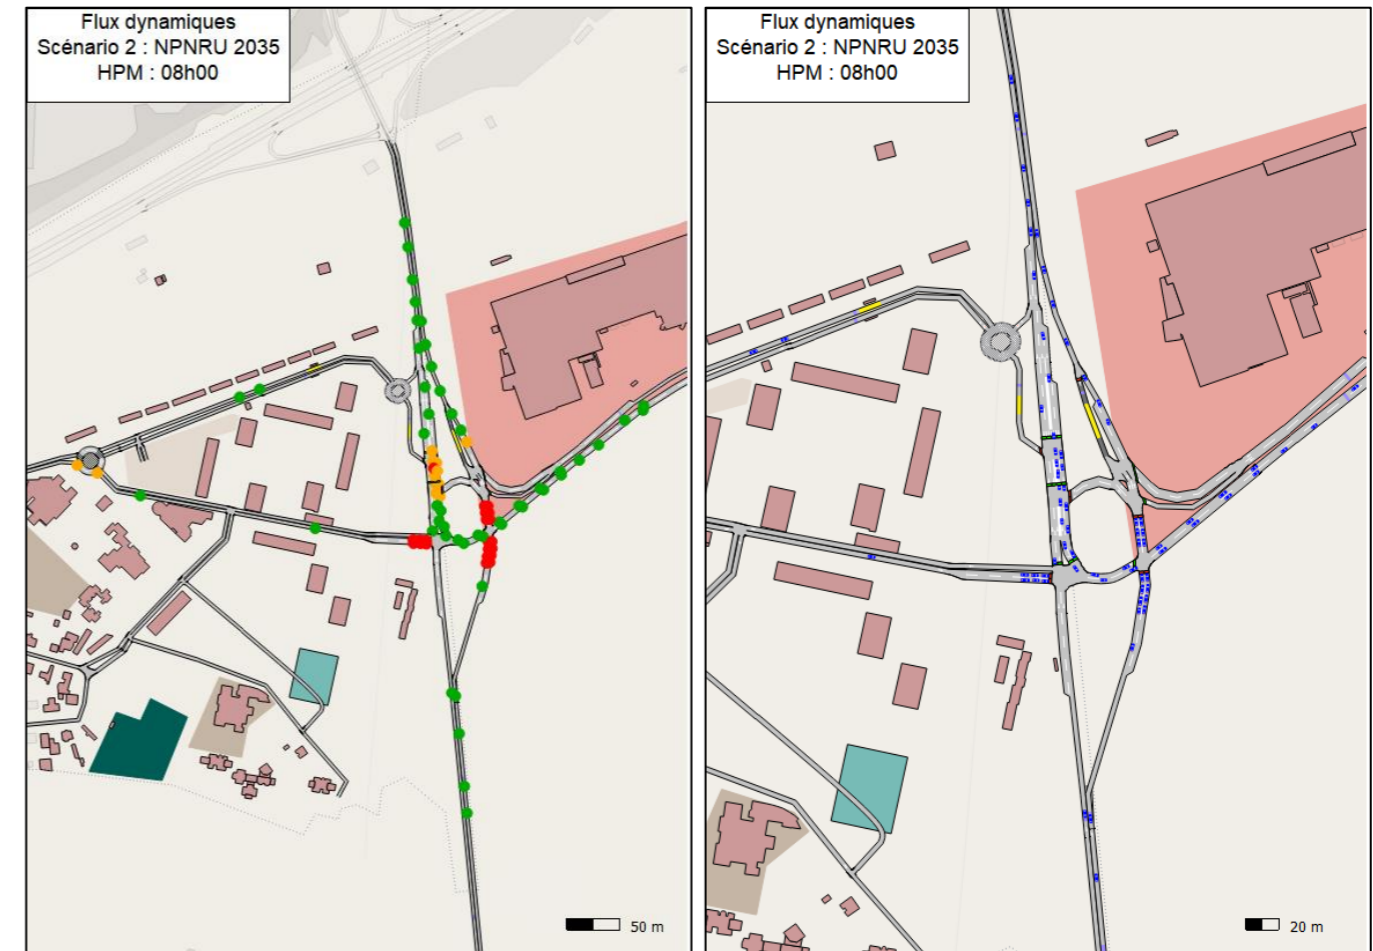 Flux dynamiques
Scénario 2 : NPNRU 2035
HPM : 08h00
Flux dynamiques
Scénario 2 : NPNRU 2035
HPM : 08h00
50 m
20 m